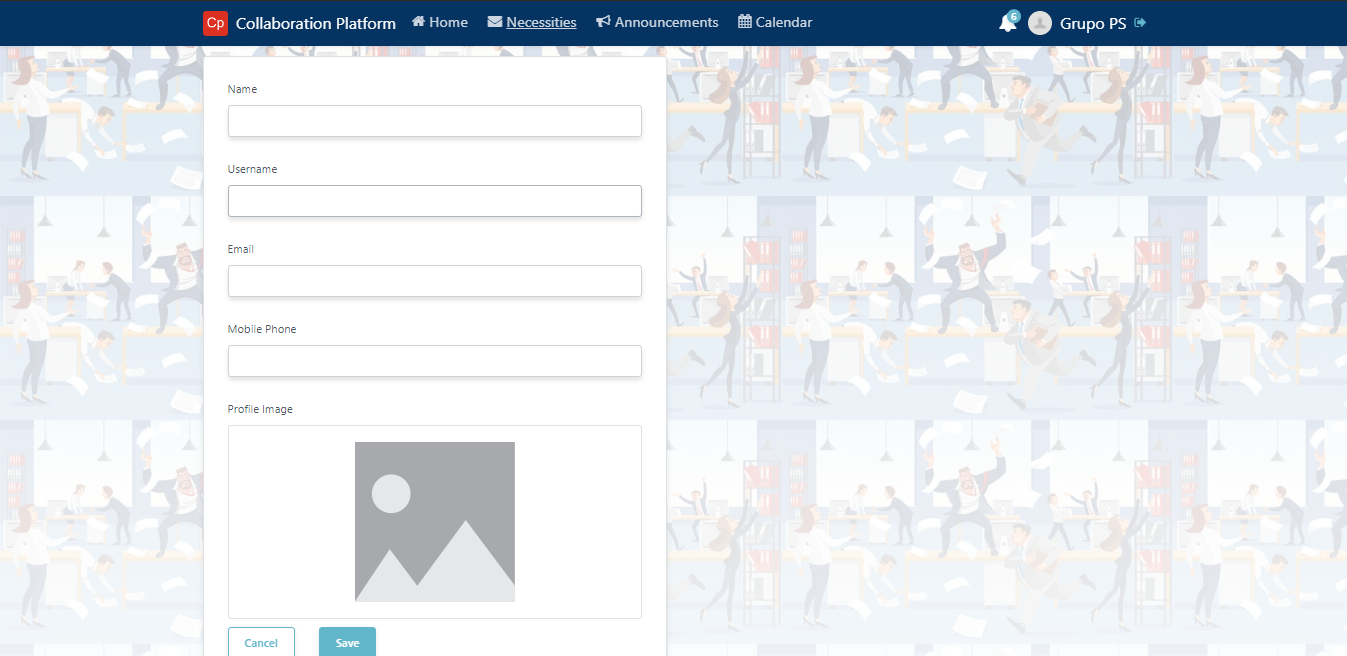 Cp Collaboration Platform Home Necessities Announcements Calendar 6 Grupo PS
Name
Username
Email
Mobile Phone
Profile Image
Cancel Save